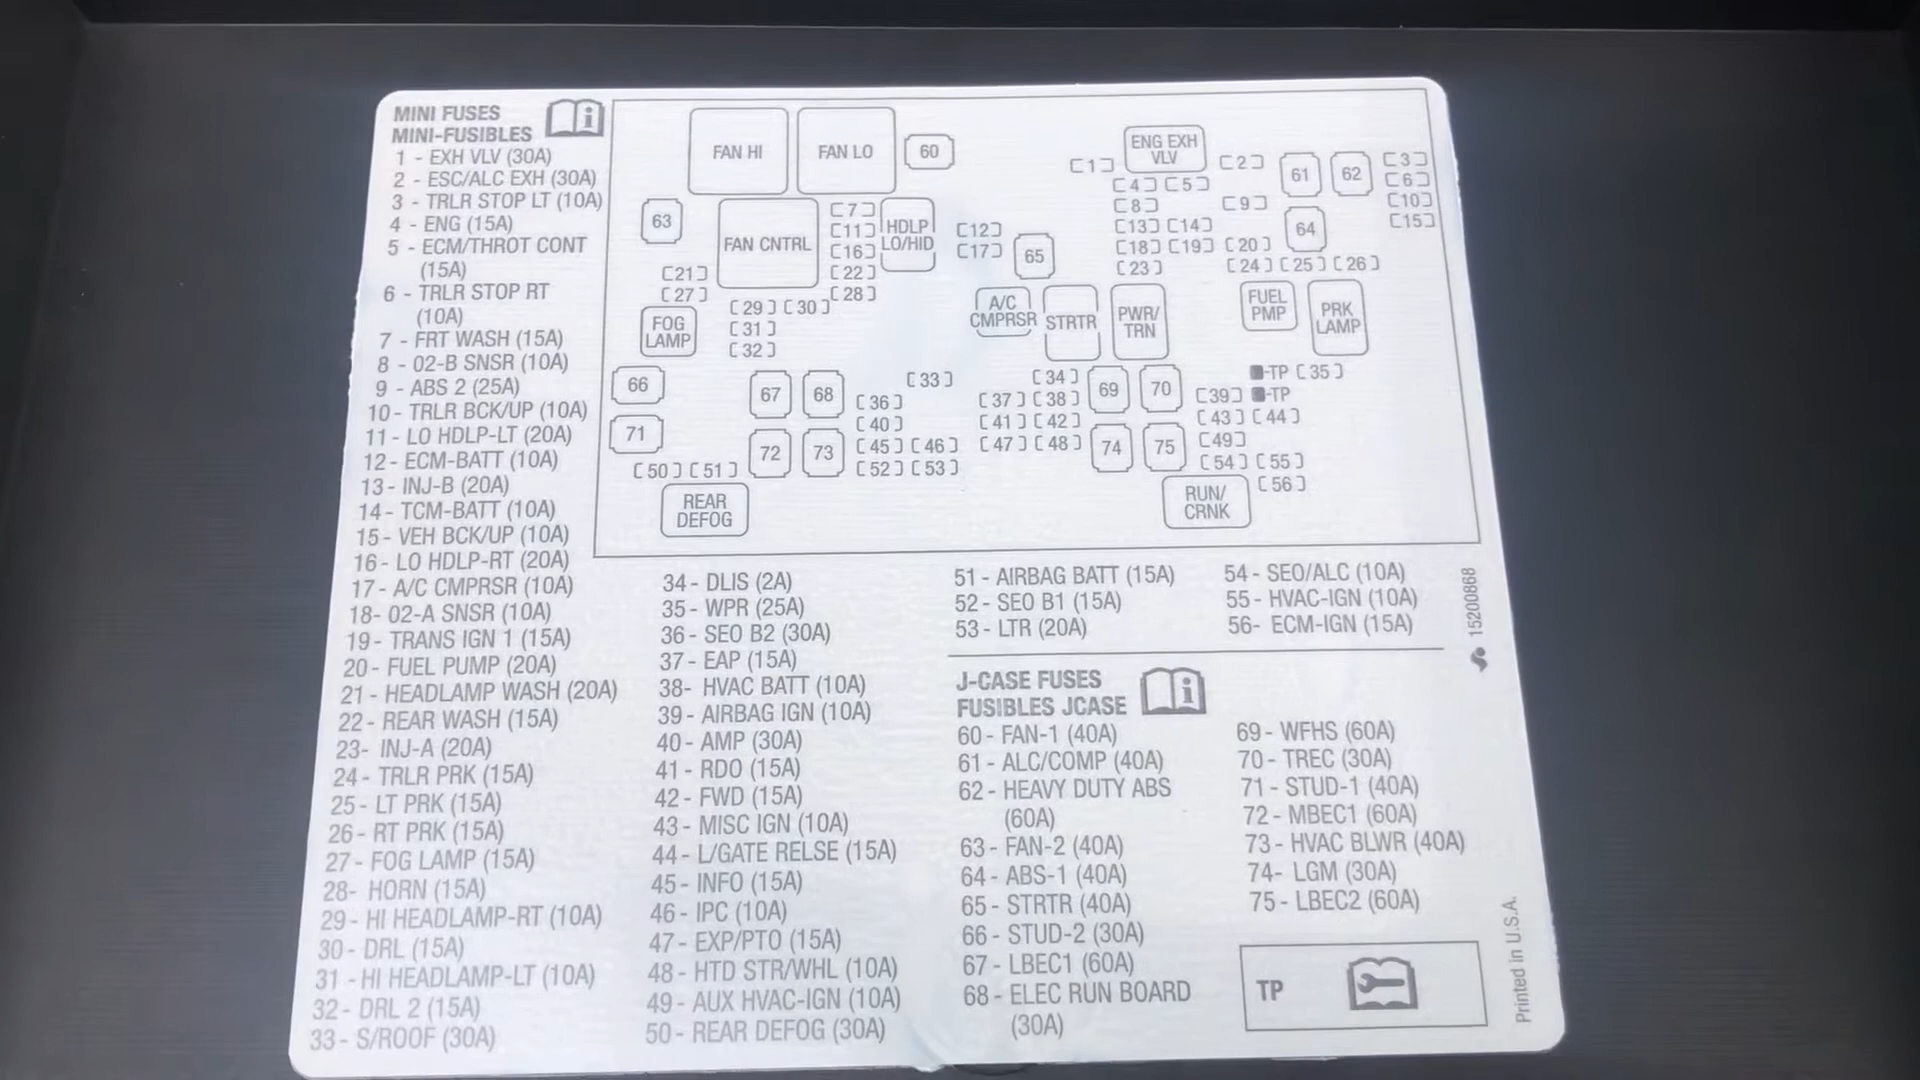 MINI FUSES
MINI-FUSIBLES
1 - EXH VLV (30A)
2 - ESC/ALC EXH (30A)
3 - TRLR STOP LT (10A)
4 - ENG (15A)
5 - ECM/THROT CONT
(15A)
6 - TRLR STOP RT
(10A)
7 - FRT WASH (15A)
8 - 02-B SNSR (10A)
9 - ABS 2 (25A)
10 - TRLR BCK/UP (10A)
11 - LO HDLP-LT (20A)
12 - ECM-BATT (10A)
13 - INJ-B (20A)
14 - TCM-BATT (10A)
15 - VEH BCK/UP (10A)
16 - LO HDLP-RT (20A)
17 - A/C CMPRSR (10A)
18- 02-A SNSR (10A)
19 - TRANS IGN 1 (15A)
20 - FUEL PUMP (20A)
21 - HEADLAMP WASH (20A)
22 - REAR WASH (15A)
23- INJ-A (20A)
24 - TRLR PRK (15A)
25 - LT PRK (15A)
26 - RT PRK (15A)
27 - FOG LAMP (15A)
28- HORN (15A)
29 - HI HEADLAMP-RT (10A)
30 - DRL (15A)
31 - HI HEADLAMP-LT (10A)
32 - DRL 2 (15A)
33 - S/ROOF (30A)
FAN HI
FAN LO
60
ENG EXH
VLV
1
2
61
62
3
4 5
6
63
FAN CNTRL
7
HDLP
LO/HID
8
9
10
11
12
13 14
64
15
16
17
65
18 19
20
21
22
23
24 25 26
27
28
29 30
FOG
LAMP
31
32
A/C
CMPRSR
STRTR
PWR/
TRN
FUEL
PMP
PRK
LAMP
66
67
68
33
34
69
70
-TP 35
36
37 38
39 -TP
71
40
41 42
43 44
72
73
45 46
47 48
74
75
49
50 51
52 53
54 55
REAR
DEFOG
RUN/
CRNK
56
34 - DLIS (2A)
35 - WPR (25A)
36 - SEO B2 (30A)
37 - EAP (15A)
38- HVAC BATT (10A)
39 - AIRBAG IGN (10A)
40 - AMP (30A)
41 - RDO (15A)
42 - FWD (15A)
43 - MISC IGN (10A)
44 - L/GATE RELSE (15A)
45 - INFO (15A)
46 - IPC (10A)
47 - EXP/PTO (15A)
48 - HTD STR/WHL (10A)
49 - AUX HVAC-IGN (10A)
50 - REAR DEFOG (30A)
51 - AIRBAG BATT (15A)
52 - SEO B1 (15A)
53 - LTR (20A)
54 - SEO/ALC (10A)
55 - HVAC-IGN (10A)
56- ECM-IGN (15A)
J-CASE FUSES
FUSIBLES JCASE
60 - FAN-1 (40A)
61 - ALC/COMP (40A)
62 - HEAVY DUTY ABS
(60A)
63 - FAN-2 (40A)
64 - ABS-1 (40A)
65 - STRTR (40A)
66 - STUD-2 (30A)
67 - LBEC1 (60A)
68 - ELEC RUN BOARD
(30A)
69 - WFHS (60A)
70 - TREC (30A)
71 - STUD-1 (40A)
72 - MBEC1 (60A)
73 - HVAC BLWR (40A)
74- LGM (30A)
75 - LBEC2 (60A)
TP
15200868
Printed in U.S.A.